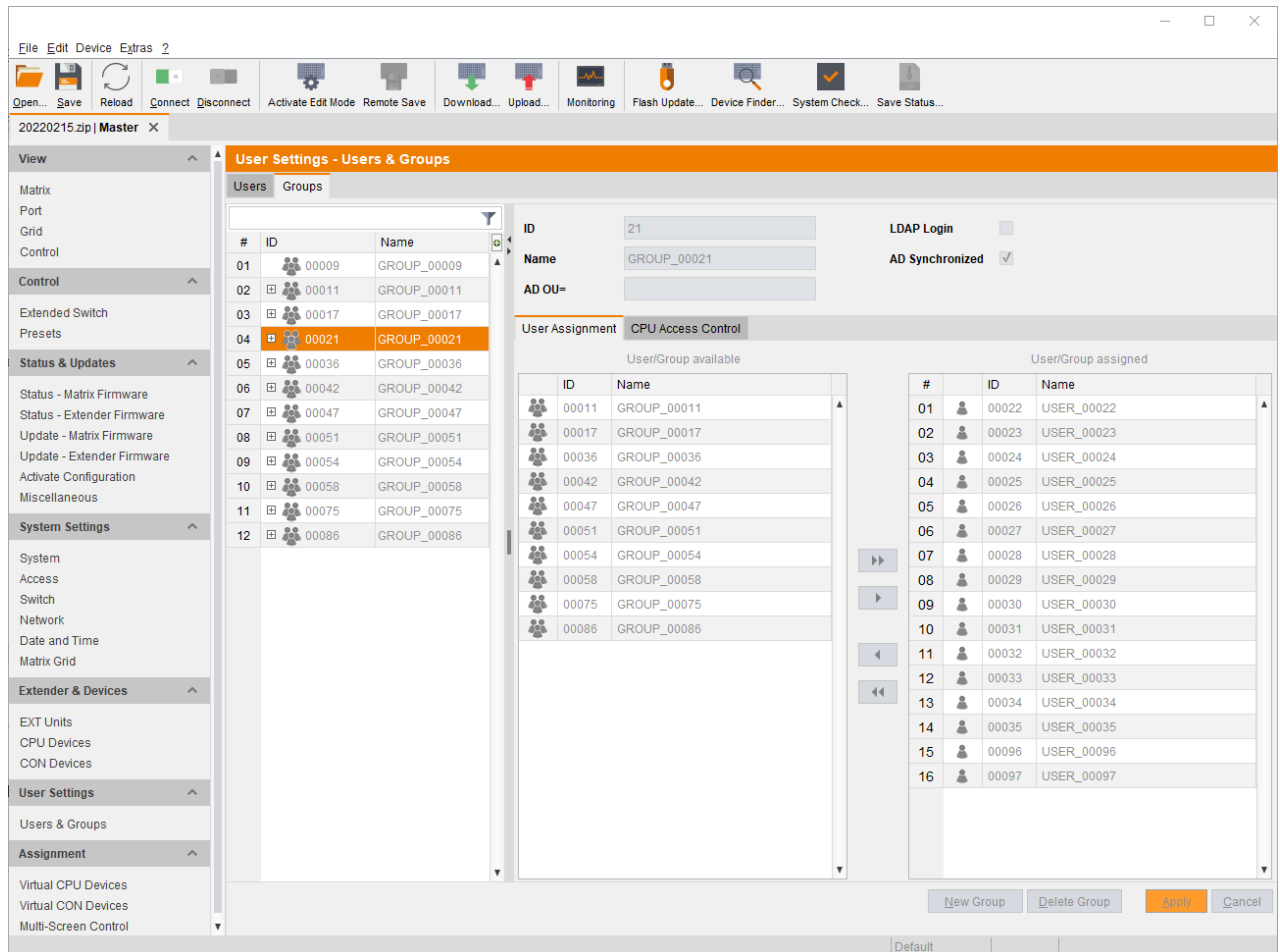 File Edit Device Extras ?
Open... Save Reload Connect Disconnect Activate Edit Mode Remote Save Download... Upload... Monitoring Flash Update... Device Finder... System Check... Save Status...
20220215.zip | Master
View
Matrix
Port
Grid
Control
Control
Extended Switch
Presets
Status & Updates
Status - Matrix Firmware
Status - Extender Firmware
Update - Matrix Firmware
Update - Extender Firmware
Activate Configuration
Miscellaneous
System Settings
System
Access
Switch
Network
Date and Time
Matrix Grid
Extender & Devices
EXT Units
CPU Devices
CON Devices
User Settings
Users & Groups
Assignment
Virtual CPU Devices
Virtual CON Devices
Multi-Screen Control
User Settings - Users & Groups
Users Groups
# ID Name
01 00009 GROUP_00009
02 00011 GROUP_00011
03 00017 GROUP_00017
04 00021 GROUP_00021
05 00036 GROUP_00036
06 00042 GROUP_00042
07 00047 GROUP_00047
08 00051 GROUP_00051
09 00054 GROUP_00054
10 00058 GROUP_00058
11 00075 GROUP_00075
12 00086 GROUP_00086
ID 21 LDAP Login
Name GROUP_00021 AD Synchronized
AD OU=
User Assignment CPU Access Control
User/Group available
ID Name
00011 GROUP_00011
00017 GROUP_00017
00036 GROUP_00036
00042 GROUP_00042
00047 GROUP_00047
00051 GROUP_00051
00054 GROUP_00054
00058 GROUP_00058
00075 GROUP_00075
00086 GROUP_00086
User/Group assigned
# ID Name
01 00022 USER_00022
02 00023 USER_00023
03 00024 USER_00024
04 00025 USER_00025
05 00026 USER_00026
06 00027 USER_00027
07 00028 USER_00028
08 00029 USER_00029
09 00030 USER_00030
10 00031 USER_00031
11 00032 USER_00032
12 00033 USER_00033
13 00034 USER_00034
14 00035 USER_00035
15 00096 USER_00096
16 00097 USER_00097
New Group Delete Group Apply Cancel
Default